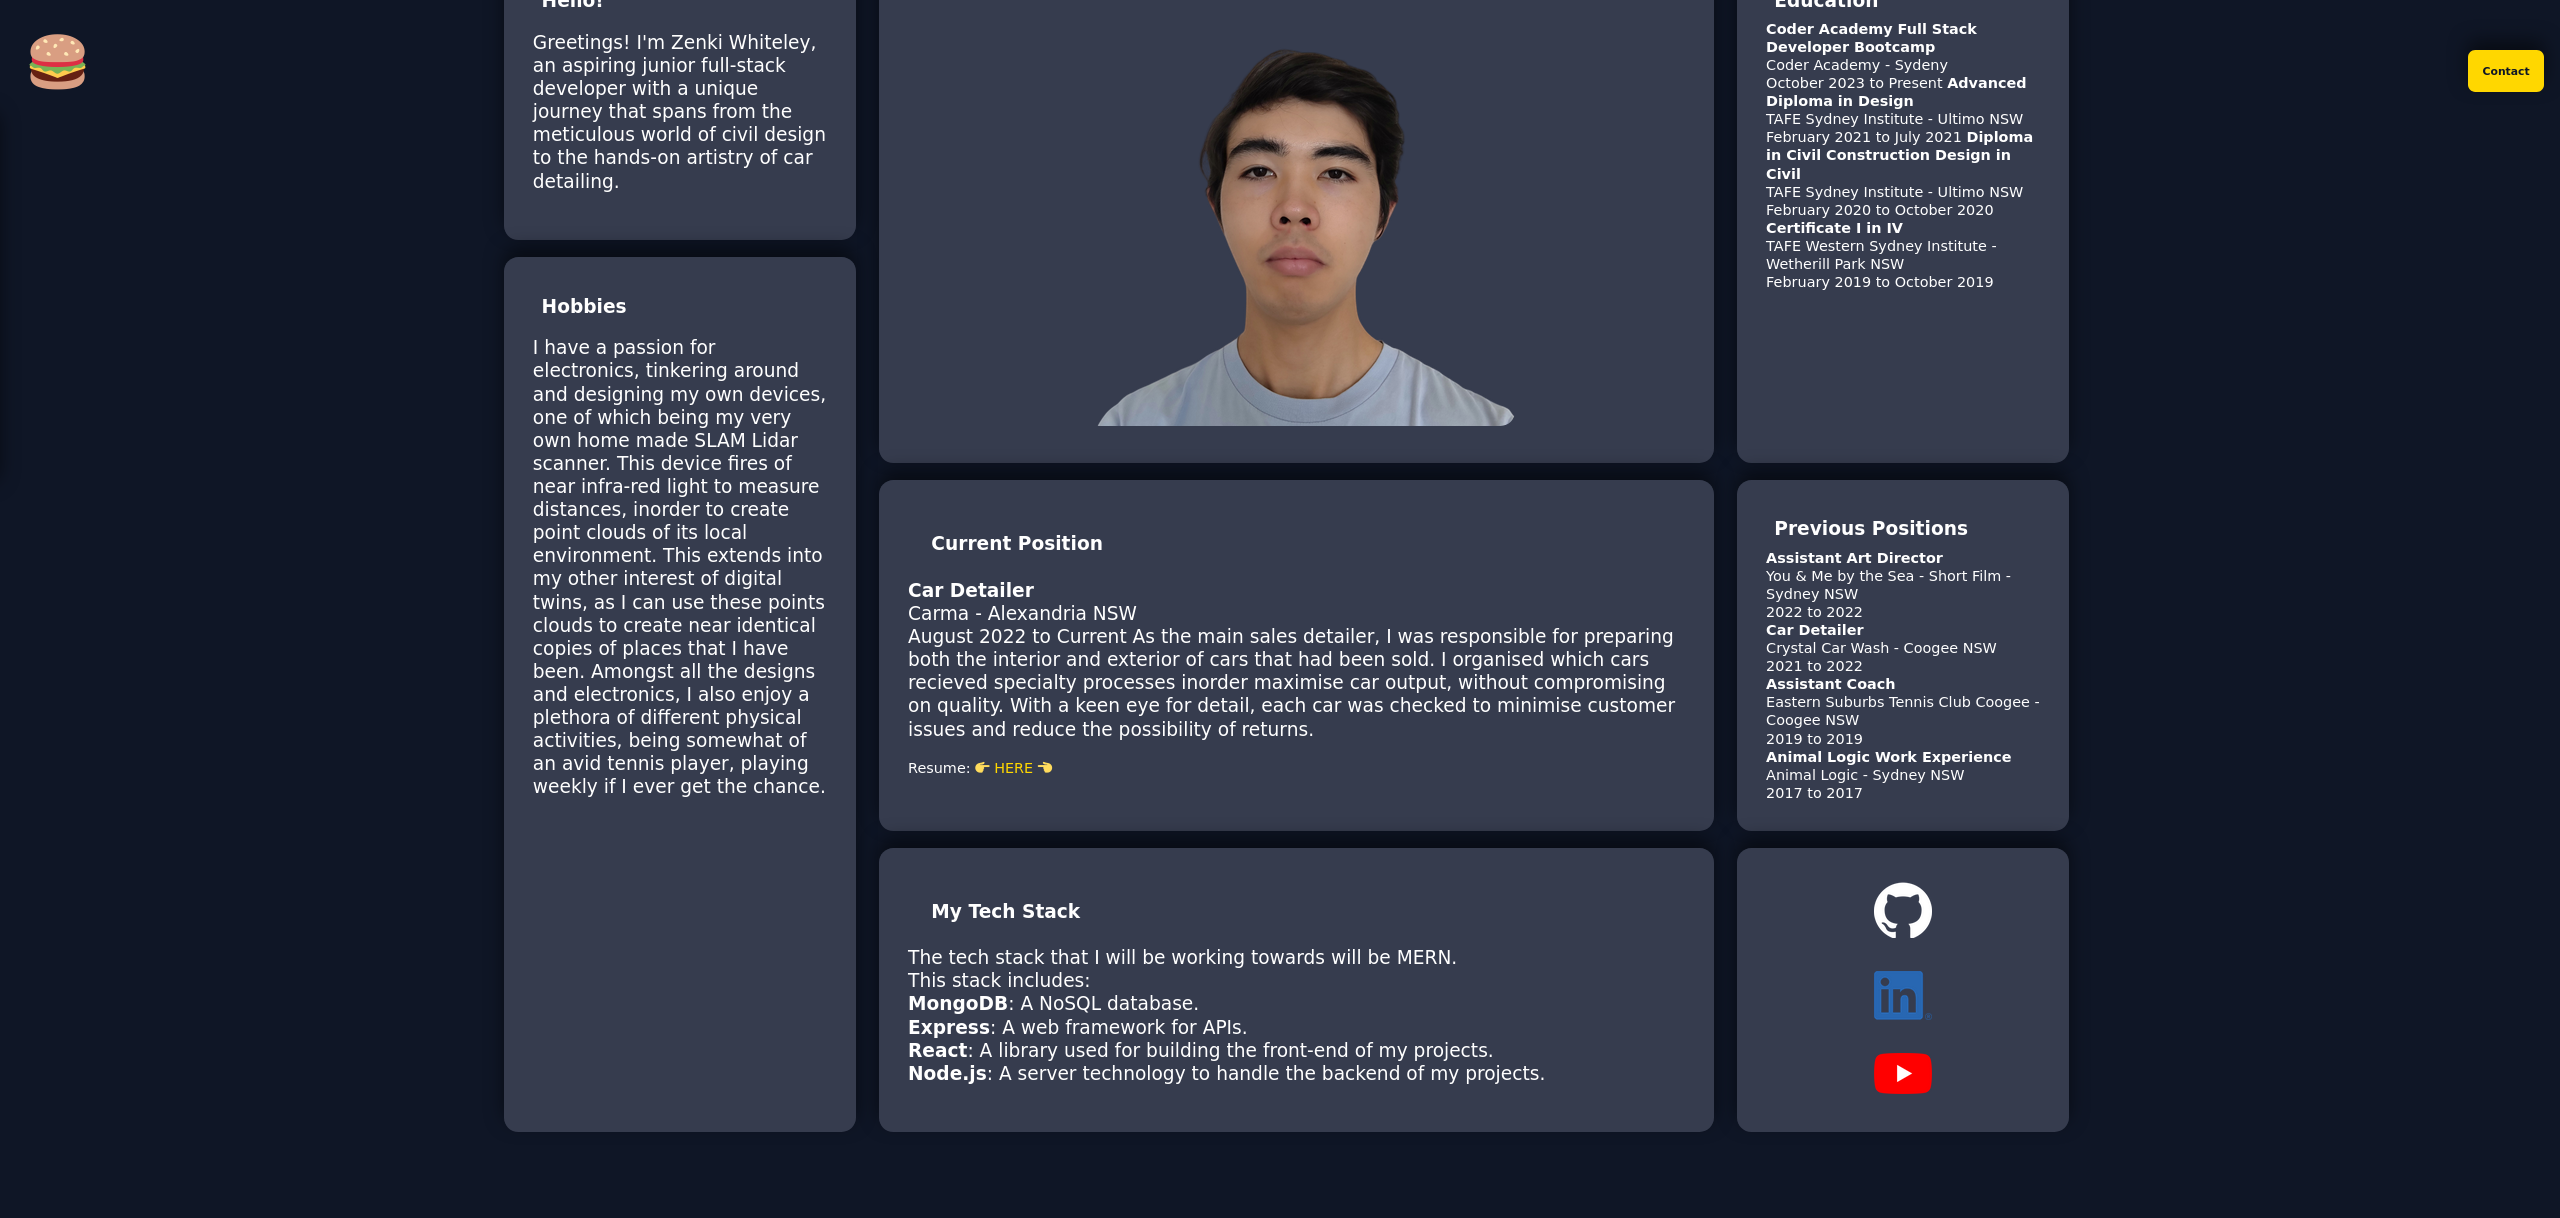 Hello!
Greetings! I'm Zenki Whiteley,
an aspiring junior full-stack
developer with a unique
journey that spans from the
meticulous world of civil design
to the hands-on artistry of car
detailing.
Hobbies
I have a passion for
electronics, tinkering around
and designing my own devices,
one of which being my very
own home made SLAM Lidar
scanner. This device fires of
near infra-red light to measure
distances, inorder to create
point clouds of its local
environment. This extends into
my other interest of digital
twins, as I can use these points
clouds to create near identical
copies of places that I have
been. Amongst all the designs
and electronics, I also enjoy a
plethora of different physical
activities, being somewhat of
an avid tennis player, playing
weekly if I ever get the chance.
Current Position
Car Detailer
Carma - Alexandria NSW
August 2022 to Current As the main sales detailer, I was responsible for preparing
both the interior and exterior of cars that had been sold. I organised which cars
recieved specialty processes inorder maximise car output, without compromising
on quality. With a keen eye for detail, each car was checked to minimise customer
issues and reduce the possibility of returns.
Resume: 👉 HERE 👈
My Tech Stack
The tech stack that I will be working towards will be MERN.
This stack includes:
MongoDB: A NoSQL database.
Express: A web framework for APIs.
React: A library used for building the front-end of my projects.
Node.js: A server technology to handle the backend of my projects.
Education
Coder Academy Full Stack
Developer Bootcamp
Coder Academy - Sydeny
October 2023 to Present Advanced
Diploma in Design
TAFE Sydney Institute - Ultimo NSW
February 2021 to July 2021 Diploma
in Civil Construction Design in
Civil
TAFE Sydney Institute - Ultimo NSW
February 2020 to October 2020
Certificate I in IV
TAFE Western Sydney Institute -
Wetherill Park NSW
February 2019 to October 2019
Previous Positions
Assistant Art Director
You & Me by the Sea - Short Film -
Sydney NSW
2022 to 2022
Car Detailer
Crystal Car Wash - Coogee NSW
2021 to 2022
Assistant Coach
Eastern Suburbs Tennis Club Coogee -
Coogee NSW
2019 to 2019
Animal Logic Work Experience
Animal Logic - Sydney NSW
2017 to 2017
in
Contact